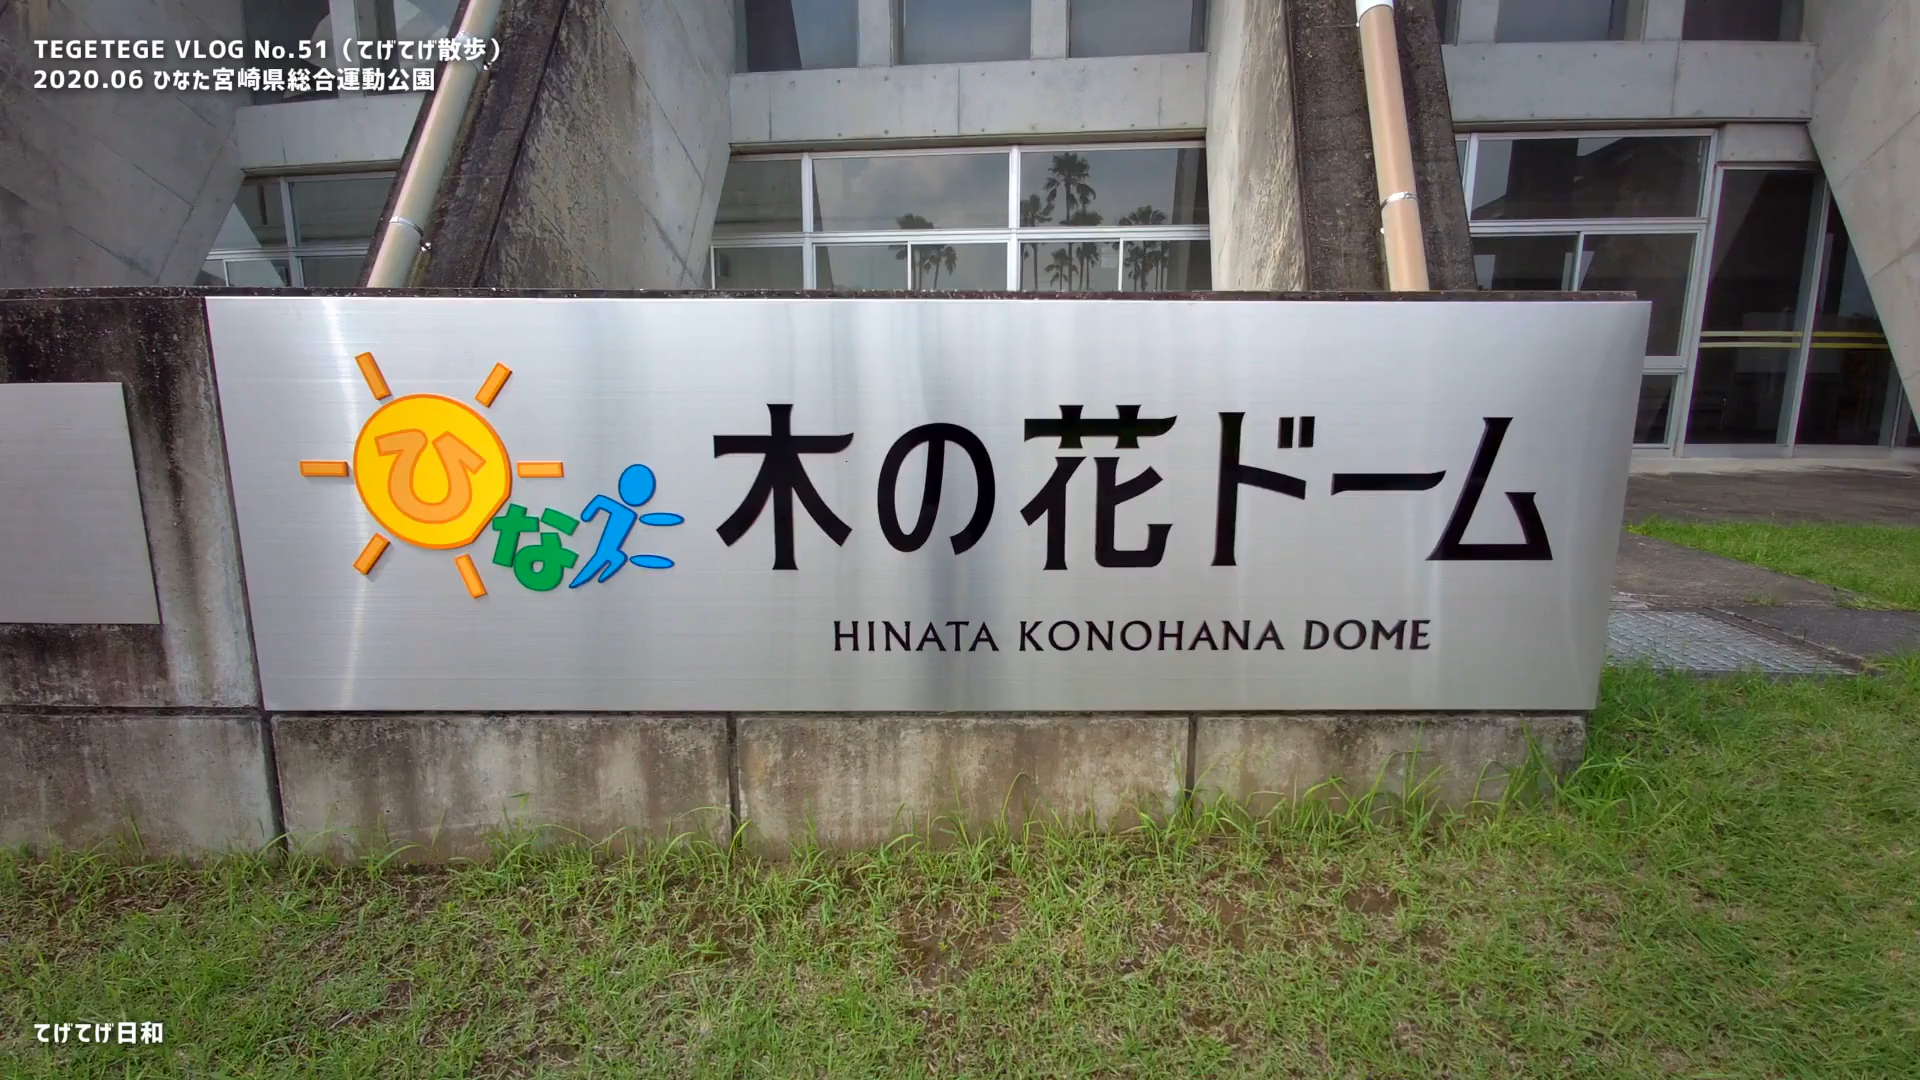 TEGETEGE VLOG No.51（てげてげ散歩）
2020.06 ひなた宮崎県総合運動公園
ひなた 木の花ドーム
HINATA KONOHANA DOME
てげてげ日和